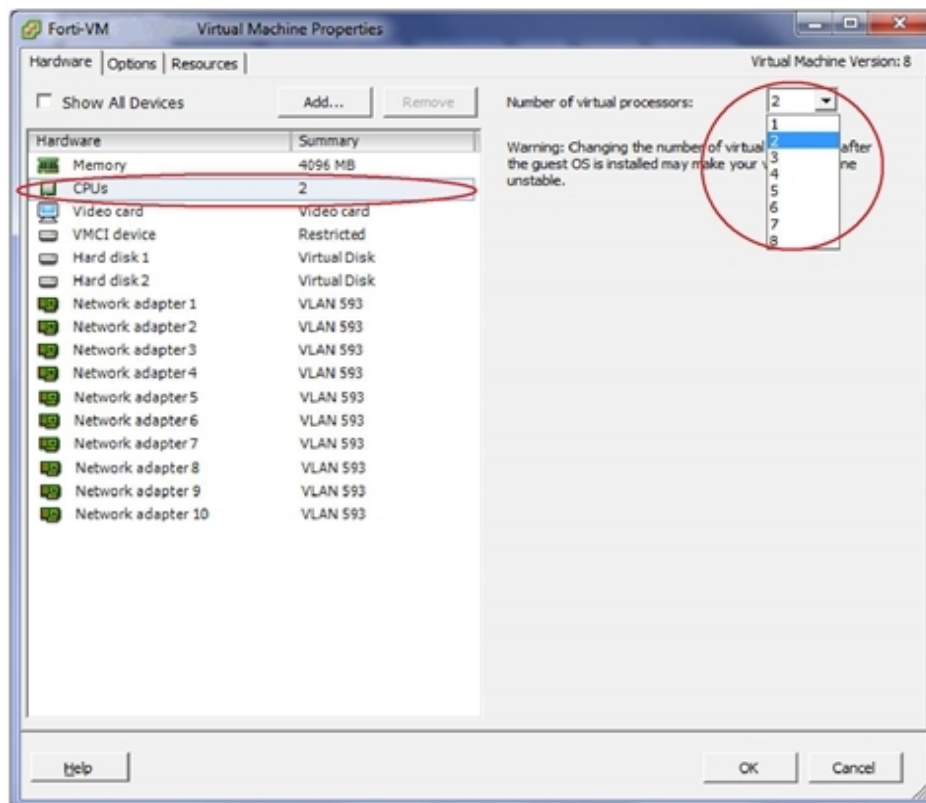 Forti-VM Virtual Machine Properties
Hardware Options Resources
Virtual Machine Version: 8
Show All Devices
Add...
Remove
Hardware Summary
Memory 4096 MB
CPUs 2
Video card Video card
VMCI device Restricted
Hard disk 1 Virtual Disk
Hard disk 2 Virtual Disk
Network adapter 1 VLAN 593
Network adapter 2 VLAN 593
Network adapter 3 VLAN 593
Network adapter 4 VLAN 593
Network adapter 5 VLAN 593
Network adapter 6 VLAN 593
Network adapter 7 VLAN 593
Network adapter 8 VLAN 593
Network adapter 9 VLAN 593
Network adapter 10 VLAN 593
Number of virtual processors: 2
1
2
3
4
5
6
7
8
Warning: Changing the number of virtual after
the guest OS is installed may make your v ne
unstable.
Help
OK
Cancel